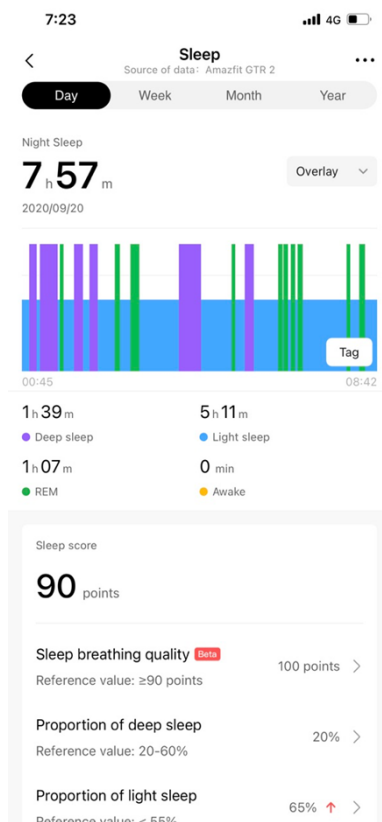 7:23
4G
Sleep
Source of data: Amazfit GTR 2
Day Week Month Year
Night Sleep
7 h 57 m
Overlay
2020/09/20
Tag
00:45 08:42
1 h 39 m 5 h 11 m
Deep sleep Light sleep
1 h 07 m 0 min
REM Awake
Sleep score
90 points
Sleep breathing quality Beta
100 points
Reference value: ≥90 points
Proportion of deep sleep
20%
Reference value: 20-60%
Proportion of light sleep
65% ↑
Reference value: < 55%